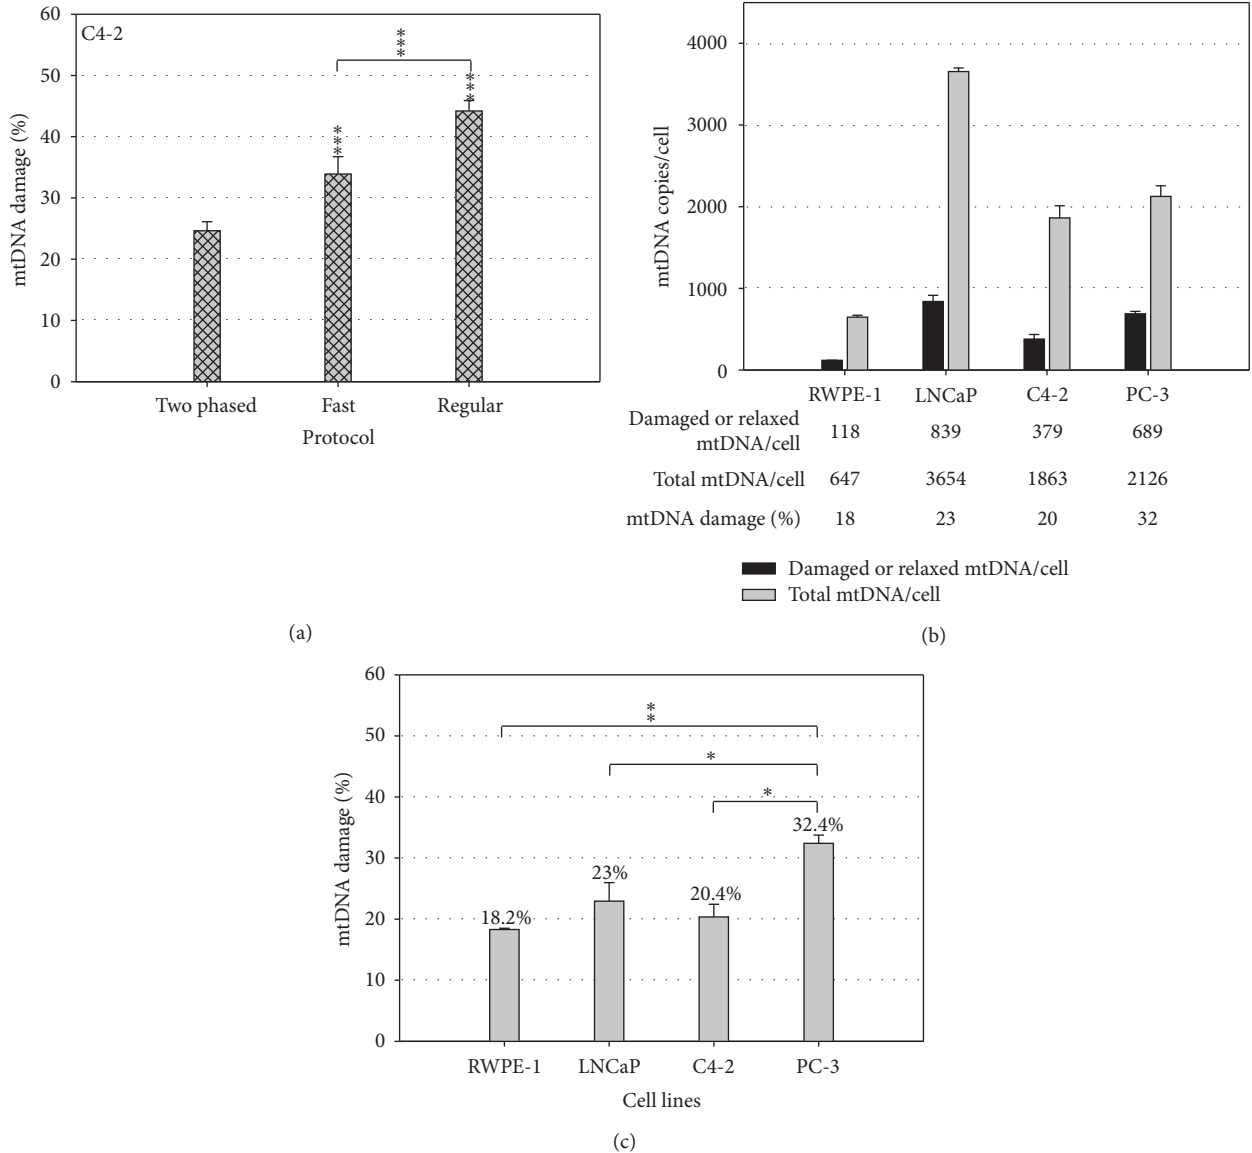 60
50
40
30
20
10
0
mtDNA damage (%)
C4-2
***
***
***
Two phased
Fast
Regular
Protocol
(a)
4000
3000
2000
1000
0
mtDNA copies/cell
RWPE-1
LNCaP
C4-2
PC-3
Damaged or relaxed
mtDNA/cell
118
839
379
689
Total mtDNA/cell
647
3654
1863
2126
mtDNA damage (%)
18
23
20
32
Damaged or relaxed mtDNA/cell
Total mtDNA/cell
(b)
60
50
40
30
20
10
0
mtDNA damage (%)
**
*
*
18.2%
23%
20.4%
32.4%
RWPE-1
LNCaP
C4-2
PC-3
Cell lines
(c)